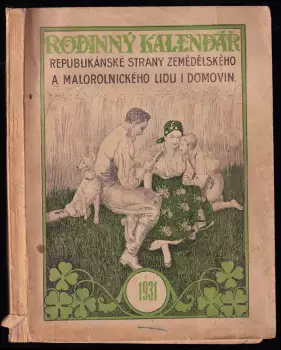 RODINNÝ KALENDÁŘ
REPUBLIKÁNSKÉ STRANY ZEMĚDĚLSKÉHO
A MALOROLNICKÉHO LIDU I DOMOVIN.
1931